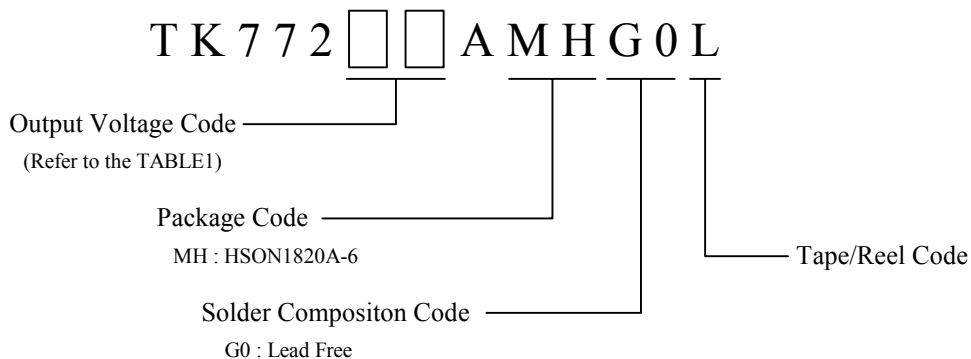 TK772□□AMHG0L
Output Voltage Code
(Refer to the TABLE1)
Package Code
MH : HSON1820A-6
Tape/Reel Code
Solder Compositon Code
G0 : Lead Free